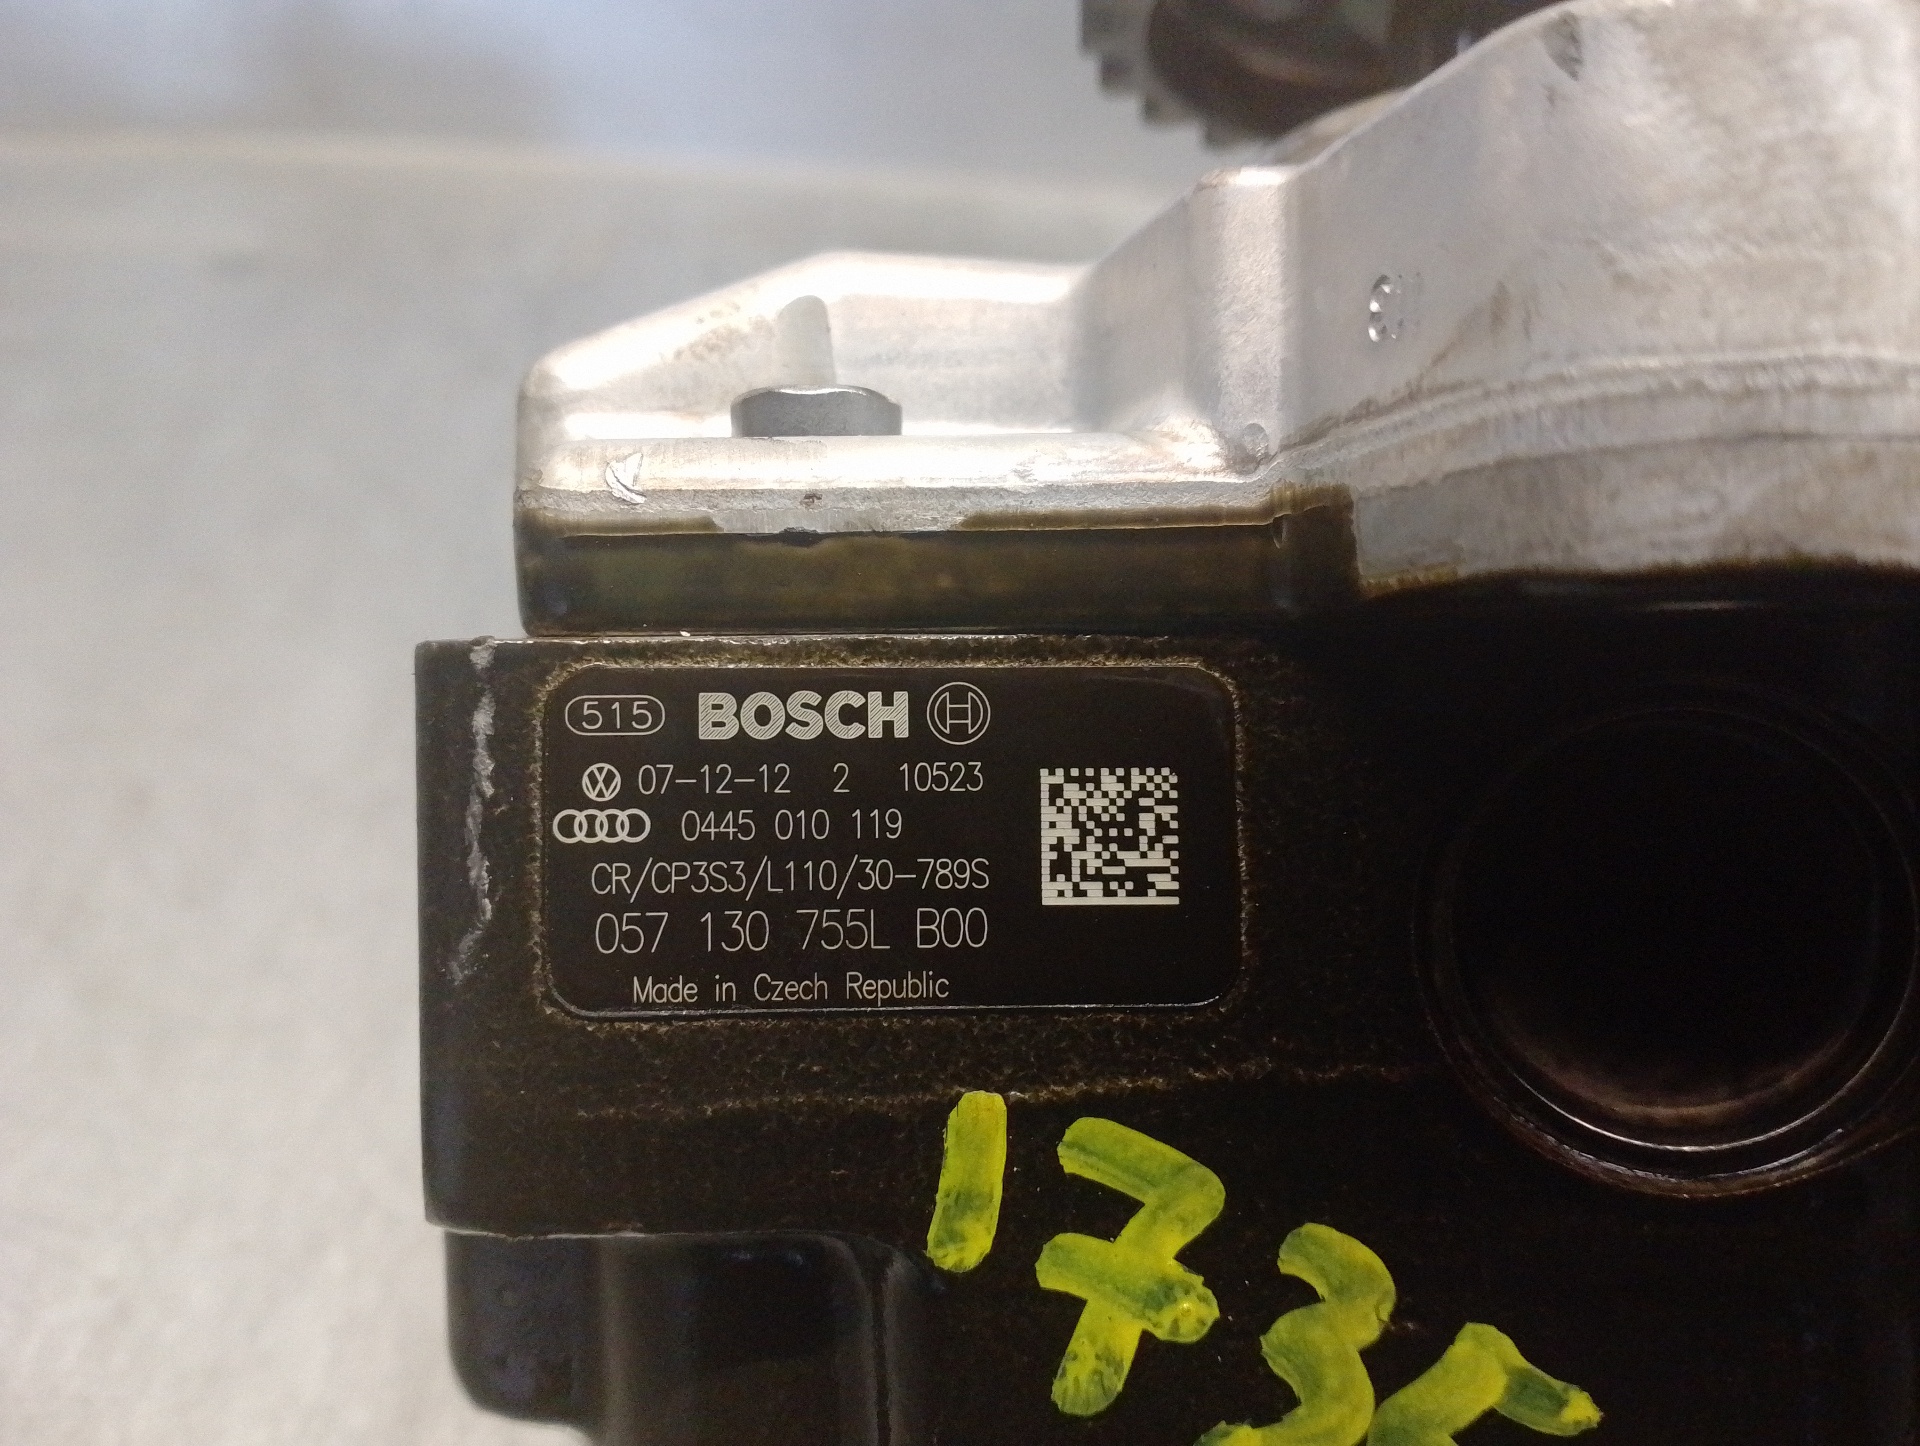 515 BOSCH
07-12-12 2 10523
0445 010 119
CR/CP3S3/L110/30-789S
057 130 755L B00
Made in Czech Republic
173